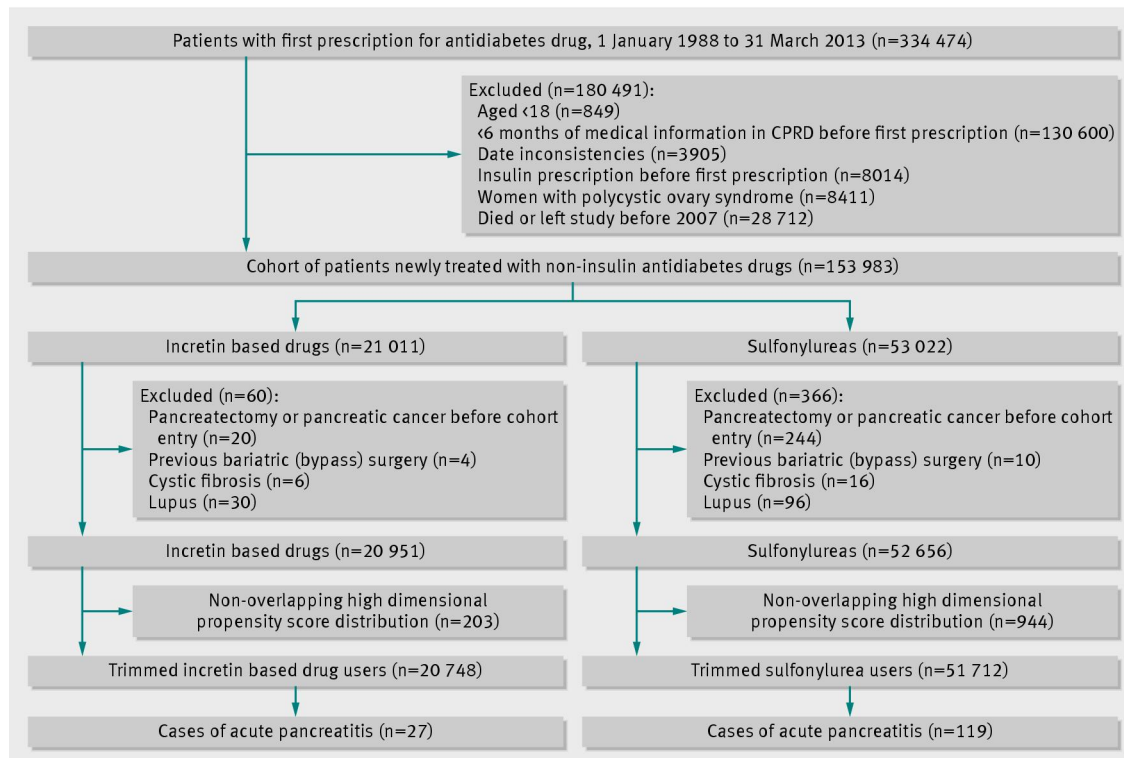 Patients with first prescription for antidiabetes drug, 1 January 1988 to 31 March 2013 (n=334 474)
Excluded (n=180 491):
Aged <18 (n=849)
<6 months of medical information in CPRD before first prescription (n=130 600)
Date inconsistencies (n=3905)
Insulin prescription before first prescription (n=8014)
Women with polycystic ovary syndrome (n=8411)
Died or left study before 2007 (n=28 712)
Cohort of patients newly treated with non-insulin antidiabetes drugs (n=153 983)
Incretin based drugs (n=21 011)
Excluded (n=60):
Pancreatectomy or pancreatic cancer before cohort
entry (n=20)
Previous bariatric (bypass) surgery (n=4)
Cystic fibrosis (n=6)
Lupus (n=30)
Incretin based drugs (n=20 951)
Non-overlapping high dimensional
propensity score distribution (n=203)
Trimmed incretin based drug users (n=20 748)
Cases of acute pancreatitis (n=27)
Sulfonylureas (n=53 022)
Excluded (n=366):
Pancreatectomy or pancreatic cancer before cohort
entry (n=244)
Previous bariatric (bypass) surgery (n=10)
Cystic fibrosis (n=16)
Lupus (n=96)
Sulfonylureas (n=52 656)
Non-overlapping high dimensional
propensity score distribution (n=944)
Trimmed sulfonylurea users (n=51 712)
Cases of acute pancreatitis (n=119)